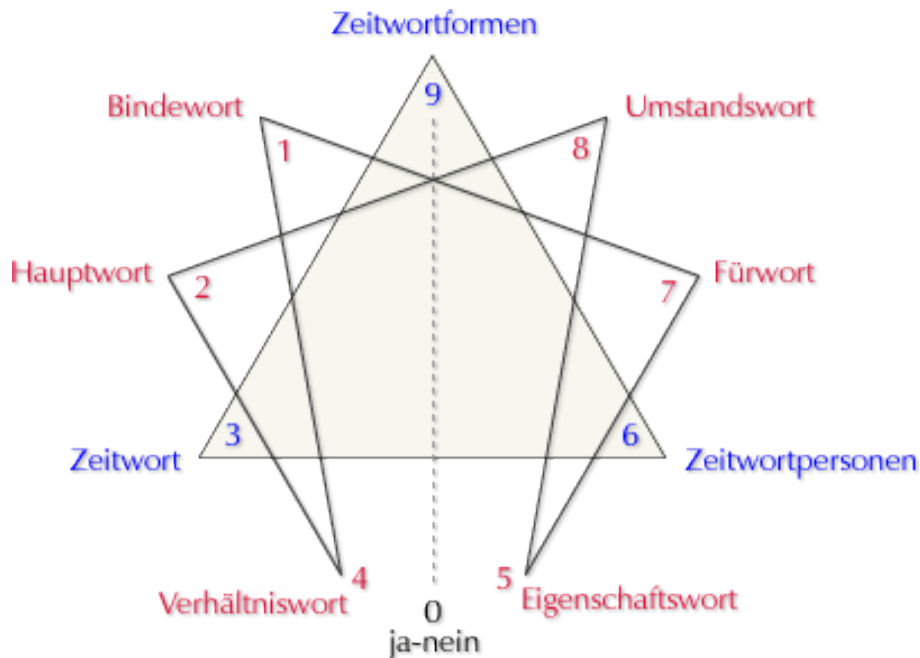 Zeitwortformen
9
Bindewort
Umstandswort
1
8
Hauptwort
2
Fürwort
7
Zeitwort
3
6
Zeitwortpersonen
Verhältniswort
4
5
Eigenschaftswort
0
ja-nein